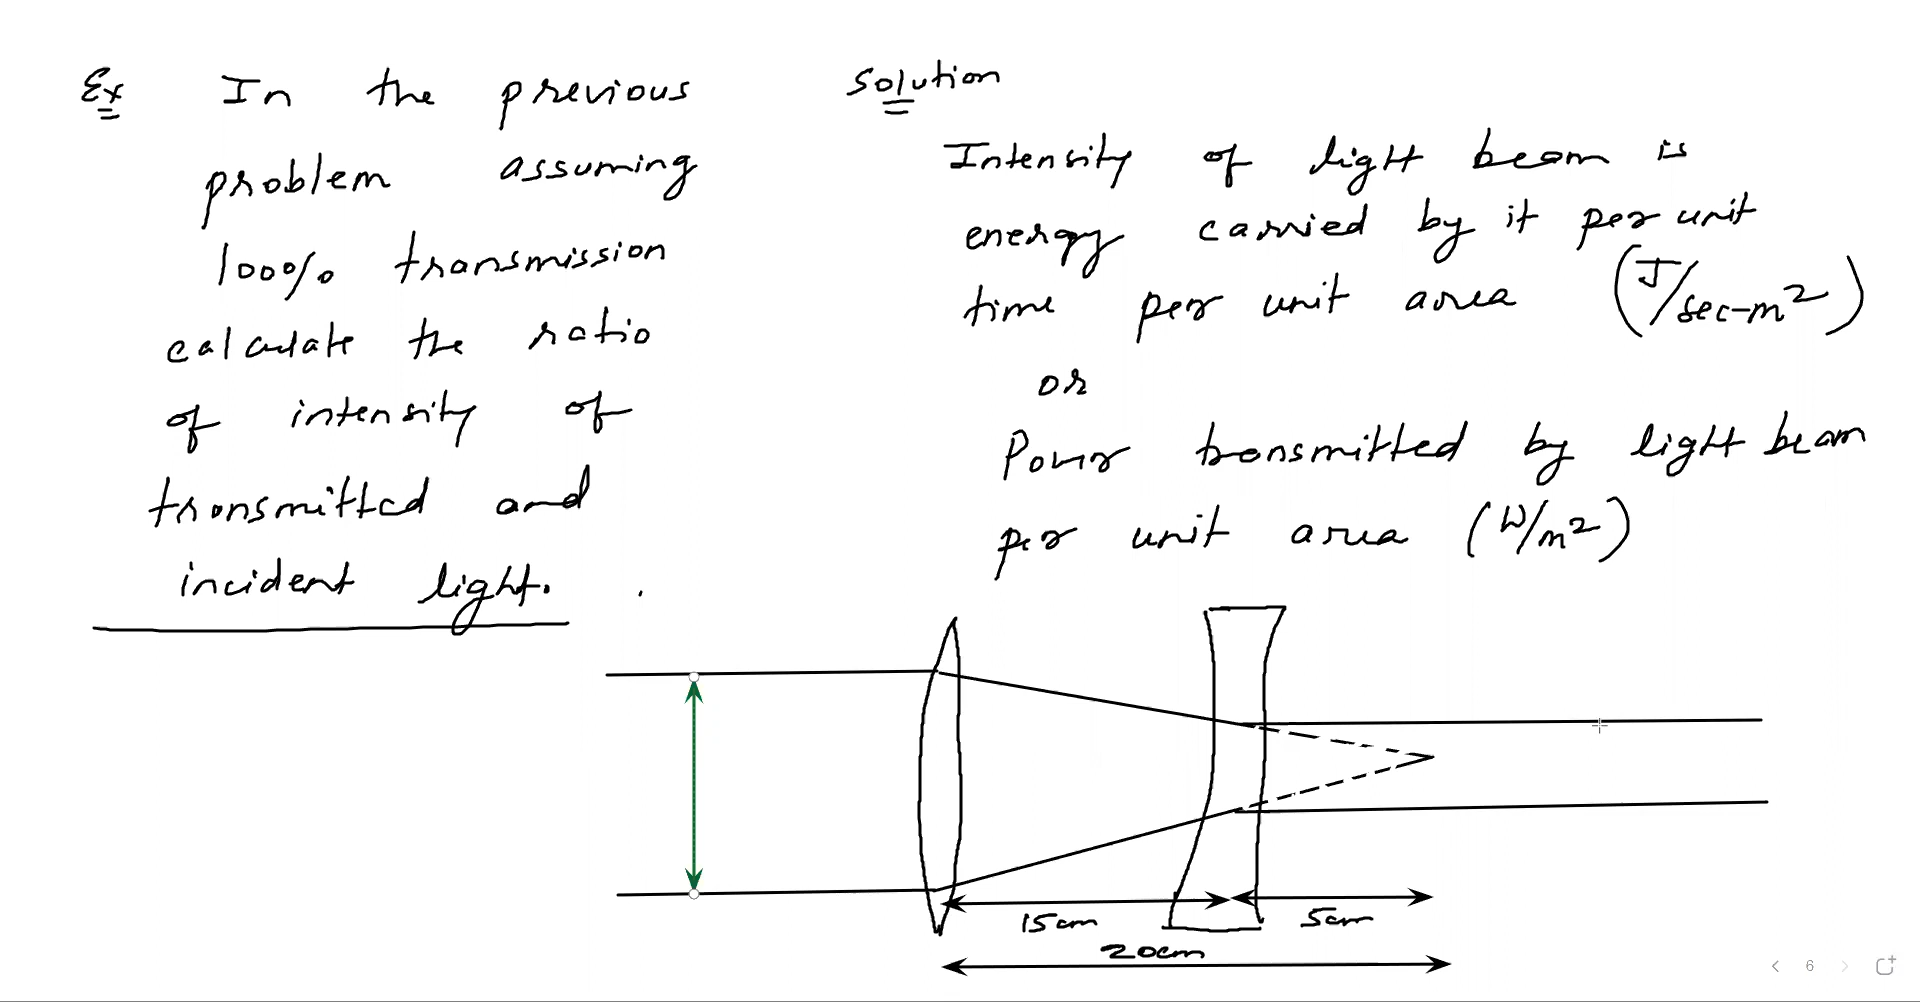 Ex In the previous
problem assuming
100% transmission
calculate the ratio
of intensity of
transmitted and
incident light.
Solution
Intensity of light beam is
energy carried by it per unit
time per unit area (J/sec-m²)
or
Power transmitted by light beam
per unit area (W/m²)
15cm
5cm
20cm
6